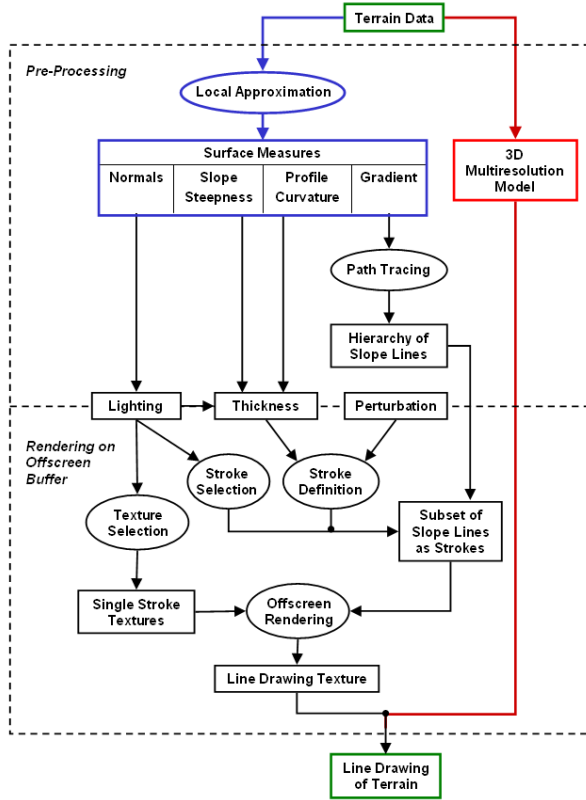 Terrain Data
Pre-Processing
Local Approximation
Surface Measures
Normals
Slope
Steepness
Profile
Curvature
Gradient
3D
Multiresolution
Model
Path Tracing
Hierarchy of
Slope Lines
Lighting
Thickness
Perturbation
Rendering on
Offscreen
Buffer
Stroke
Selection
Stroke
Definition
Texture
Selection
Subset of
Slope Lines
as Strokes
Single Stroke
Textures
Offscreen
Rendering
Line Drawing Texture
Line Drawing
of Terrain